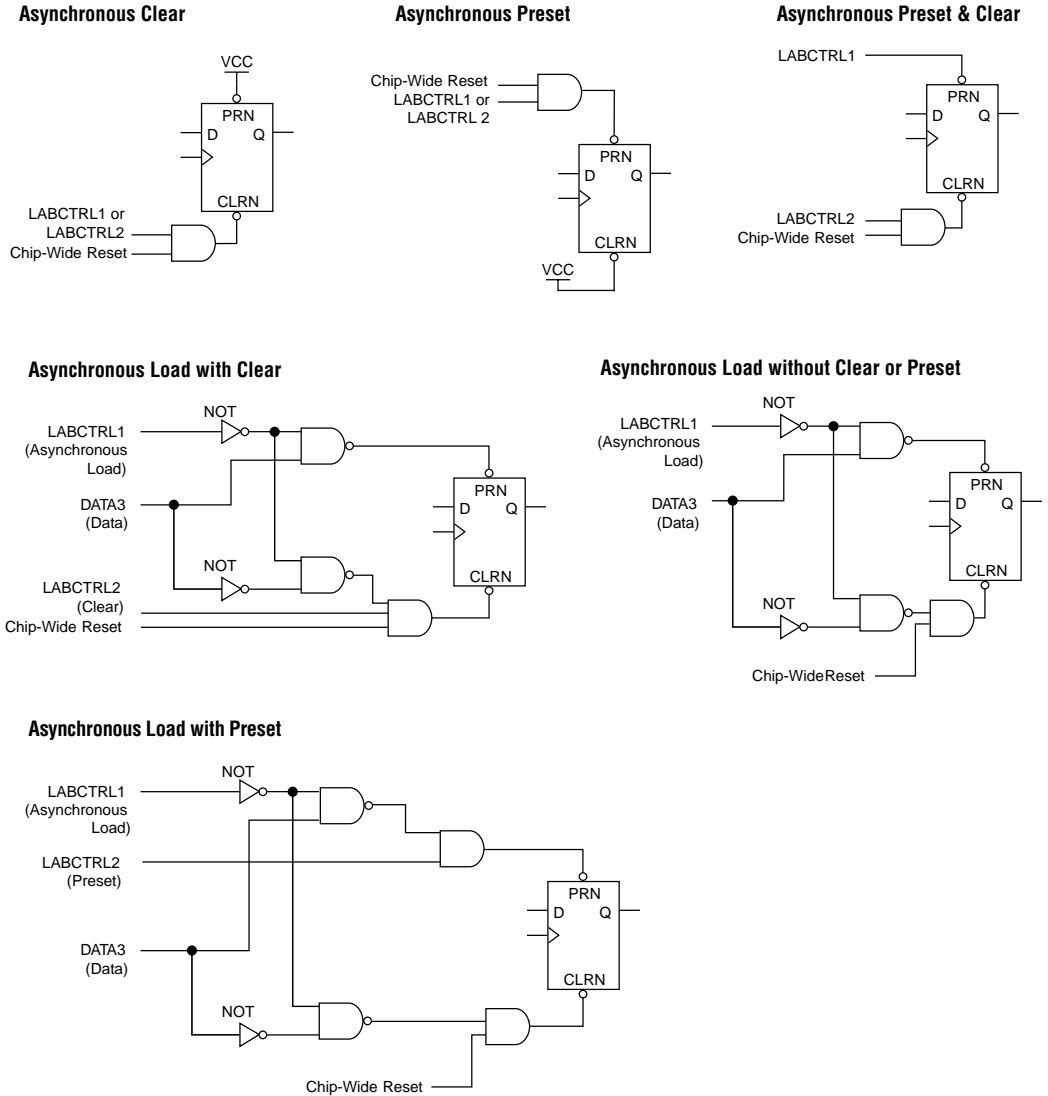 Asynchronous Clear
VCC
PRN
D Q
CLRN
LABCTRL1 or
LABCTRL2
Chip-Wide Reset
Asynchronous Preset
Chip-Wide Reset
LABCTRL1 or
LABCTRL 2
PRN
D Q
CLRN
VCC
Asynchronous Preset & Clear
LABCTRL1
PRN
D Q
CLRN
LABCTRL2
Chip-Wide Reset
Asynchronous Load with Clear
NOT
LABCTRL1
(Asynchronous
Load)
PRN
D Q
DATA3
(Data)
NOT
CLRN
LABCTRL2
(Clear)
Chip-Wide Reset
Asynchronous Load without Clear or Preset
NOT
LABCTRL1
(Asynchronous
Load)
PRN
D Q
DATA3
(Data)
CLRN
NOT
Chip-WideReset
Asynchronous Load with Preset
NOT
LABCTRL1
(Asynchronous
Load)
LABCTRL2
(Preset)
PRN
D Q
DATA3
(Data)
CLRN
NOT
Chip-Wide Reset